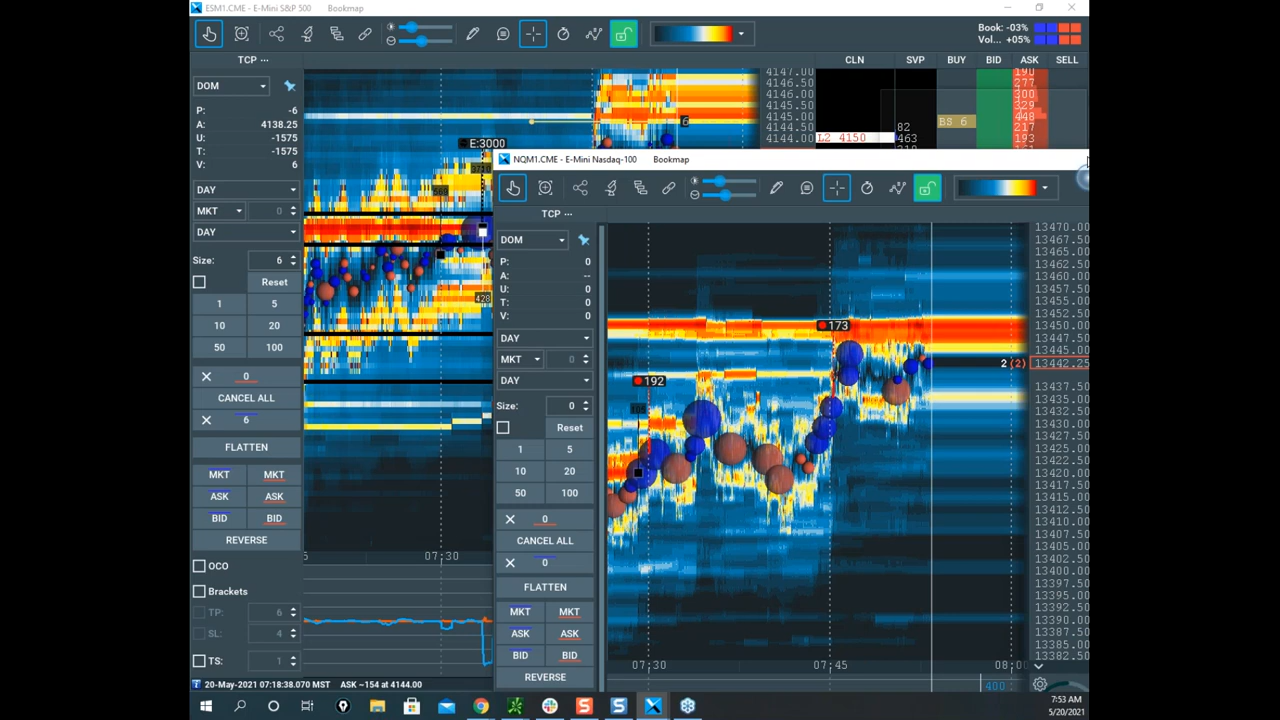 ESM1.CME - E-Mini S&P 500 Bookmap
Book: -03%
Vol... +05%
TCP ...
CLN SVP BUY BID ASK SELL
DOM
P: -6
A: 4138.25
U: -1575
T: -1575
V: 6
DAY
MKT 0
DAY
Size: 6
Reset
1 5
10 20
50 100
0
CANCEL ALL
6
FLATTEN
MKT MKT
ASK ASK
BID BID
REVERSE
OCO
Brackets
TP: 6
SL: 4
TS: 1
20-May-2021 07:18:38.070 MST ASK ~154 at 4144.00
E:3000
569
428
07:30
6
4147.00
4146.50
4146.00
4145.50
4145.00
4144.50
4144.00
L2 4150
82
463
BS 6
190
277
300
329
448
217
193
NQM1.CME - E-Mini Nasdaq-100 Bookmap
TCP ...
DOM
P: 0
A: --
U: 0
T: 0
V: 0
DAY
MKT 0
DAY
Size: 0
Reset
1 5
10 20
50 100
0
CANCEL ALL
0
FLATTEN
MKT MKT
ASK ASK
BID BID
REVERSE
192
173
2 (2)
13470.00
13467.50
13465.00
13462.50
13460.00
13457.50
13455.00
13452.50
13450.00
13447.50
13445.00
13442.25
13437.50
13435.00
13432.50
13430.00
13427.50
13425.00
13422.50
13420.00
13417.50
13415.00
13412.50
13410.00
13407.50
13405.00
13402.50
13400.00
13397.50
13395.00
13392.50
13390.00
13387.50
13385.00
13382.50
07:30 07:45 08:00
400
7:53 AM
5/20/2021